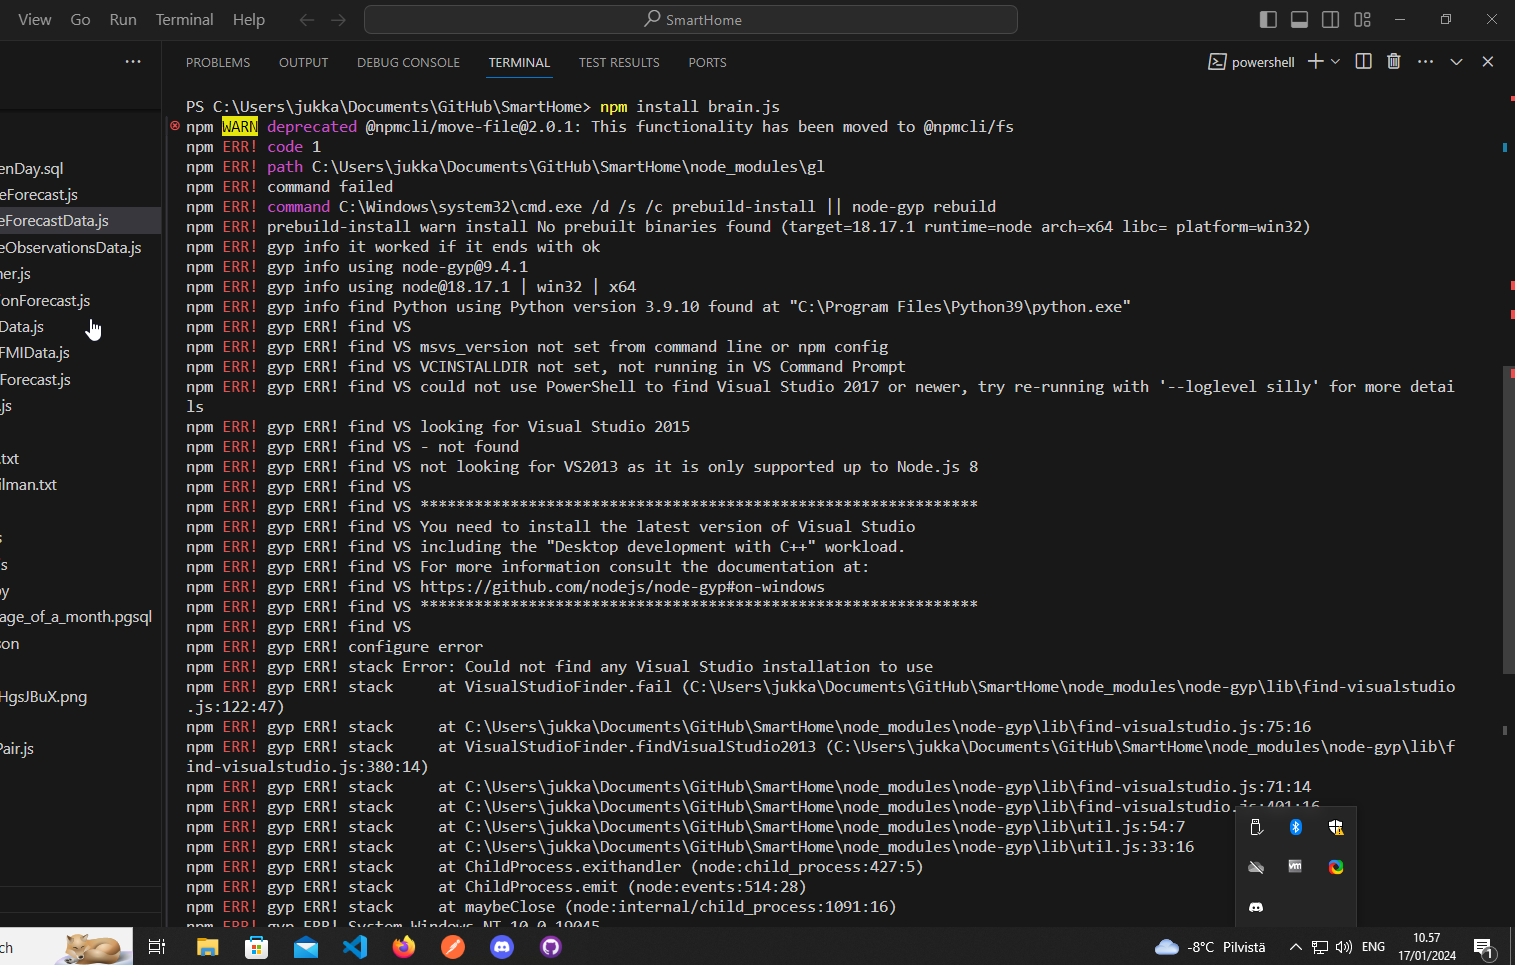 View Go Run Terminal Help
SmartHome
PROBLEMS OUTPUT DEBUG CONSOLE TERMINAL TEST RESULTS PORTS
powershell
enDay.sql
eForecast.js
eForecastData.js
eObservationsData.js
ner.js
onForecast.js
Data.js
FMIData.js
Forecast.js
.js
.txt
ilman.txt
s
ls
by
age_of_a_month.pgsql
son
HgsJBuX.png
Pair.js
PS C:\Users\jukka\Documents\GitHub\SmartHome> npm install brain.js
npm WARN deprecated @npmcli/move-file@2.0.1: This functionality has been moved to @npmcli/fs
npm ERR! code 1
npm ERR! path C:\Users\jukka\Documents\GitHub\SmartHome\node_modules\gl
npm ERR! command failed
npm ERR! command C:\Windows\system32\cmd.exe /d /s /c prebuild-install || node-gyp rebuild
npm ERR! prebuild-install warn install No prebuilt binaries found (target=18.17.1 runtime=node arch=x64 libc= platform=win32)
npm ERR! gyp info it worked if it ends with ok
npm ERR! gyp info using node-gyp@9.4.1
npm ERR! gyp info using node@18.17.1 | win32 | x64
npm ERR! gyp info find Python using Python version 3.9.10 found at "C:\Program Files\Python39\python.exe"
npm ERR! gyp ERR! find VS
npm ERR! gyp ERR! find VS msvs_version not set from command line or npm config
npm ERR! gyp ERR! find VS VCINSTALLDIR not set, not running in VS Command Prompt
npm ERR! gyp ERR! find VS could not use PowerShell to find Visual Studio 2017 or newer, try re-running with '--loglevel silly' for more detai
ls
npm ERR! gyp ERR! find VS looking for Visual Studio 2015
npm ERR! gyp ERR! find VS - not found
npm ERR! gyp ERR! find VS not looking for VS2013 as it is only supported up to Node.js 8
npm ERR! gyp ERR! find VS
npm ERR! gyp ERR! find VS **************************************************************
npm ERR! gyp ERR! find VS You need to install the latest version of Visual Studio
npm ERR! gyp ERR! find VS including the "Desktop development with C++" workload.
npm ERR! gyp ERR! find VS For more information consult the documentation at:
npm ERR! gyp ERR! find VS https://github.com/nodejs/node-gyp#on-windows
npm ERR! gyp ERR! find VS **************************************************************
npm ERR! gyp ERR! find VS
npm ERR! gyp ERR! configure error
npm ERR! gyp ERR! stack Error: Could not find any Visual Studio installation to use
npm ERR! gyp ERR! stack     at VisualStudioFinder.fail (C:\Users\jukka\Documents\GitHub\SmartHome\node_modules\node-gyp\lib\find-visualstudio
.js:122:47)
npm ERR! gyp ERR! stack     at C:\Users\jukka\Documents\GitHub\SmartHome\node_modules\node-gyp\lib\find-visualstudio.js:75:16
npm ERR! gyp ERR! stack     at VisualStudioFinder.findVisualStudio2013 (C:\Users\jukka\Documents\GitHub\SmartHome\node_modules\node-gyp\lib\f
ind-visualstudio.js:380:14)
npm ERR! gyp ERR! stack     at C:\Users\jukka\Documents\GitHub\SmartHome\node_modules\node-gyp\lib\find-visualstudio.js:71:14
npm ERR! gyp ERR! stack     at C:\Users\jukka\Documents\GitHub\SmartHome\node_modules\node-gyp\lib\find-visualstudio.js:401:16
npm ERR! gyp ERR! stack     at C:\Users\jukka\Documents\GitHub\SmartHome\node_modules\node-gyp\lib\util.js:54:7
npm ERR! gyp ERR! stack     at C:\Users\jukka\Documents\GitHub\SmartHome\node_modules\node-gyp\lib\util.js:33:16
npm ERR! gyp ERR! stack     at ChildProcess.exithandler (node:child_process:427:5)
npm ERR! gyp ERR! stack     at ChildProcess.emit (node:events:514:28)
npm ERR! gyp ERR! stack     at maybeClose (node:internal/child_process:1091:16)
npm ERR! gyp ERR! System Windows_NT 10.0.19045
vm
ch
-8°C Pilvistä
ENG
10.57
17/01/2024
1